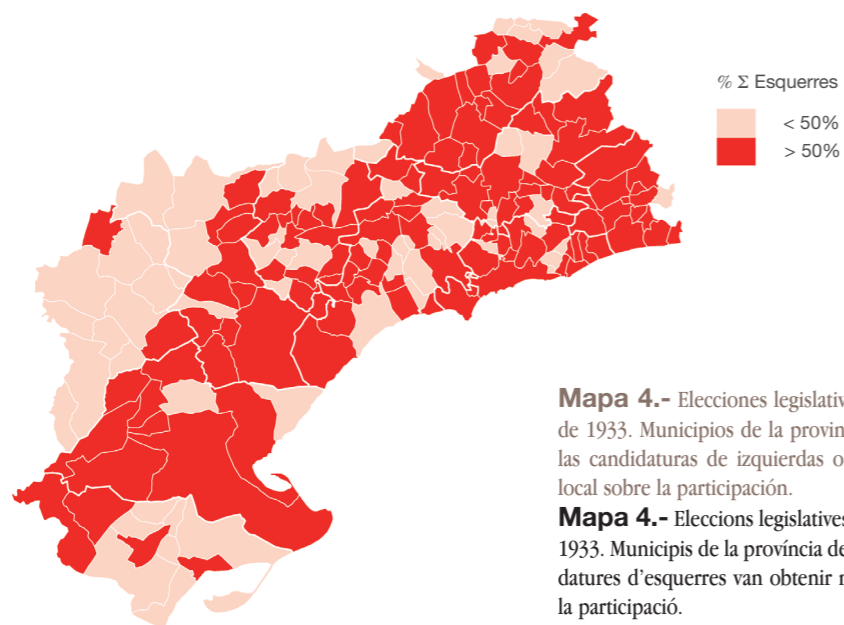 % Σ Esquerres
< 50%
> 50%
Mapa 4.- Elecciones legislativ
de 1933. Municipios de la provin
las candidaturas de izquierdas o
local sobre la participación.
Mapa 4.- Eleccions legislatives
1933. Municipis de la província de
datures d'esquerres van obtenir
la participació.